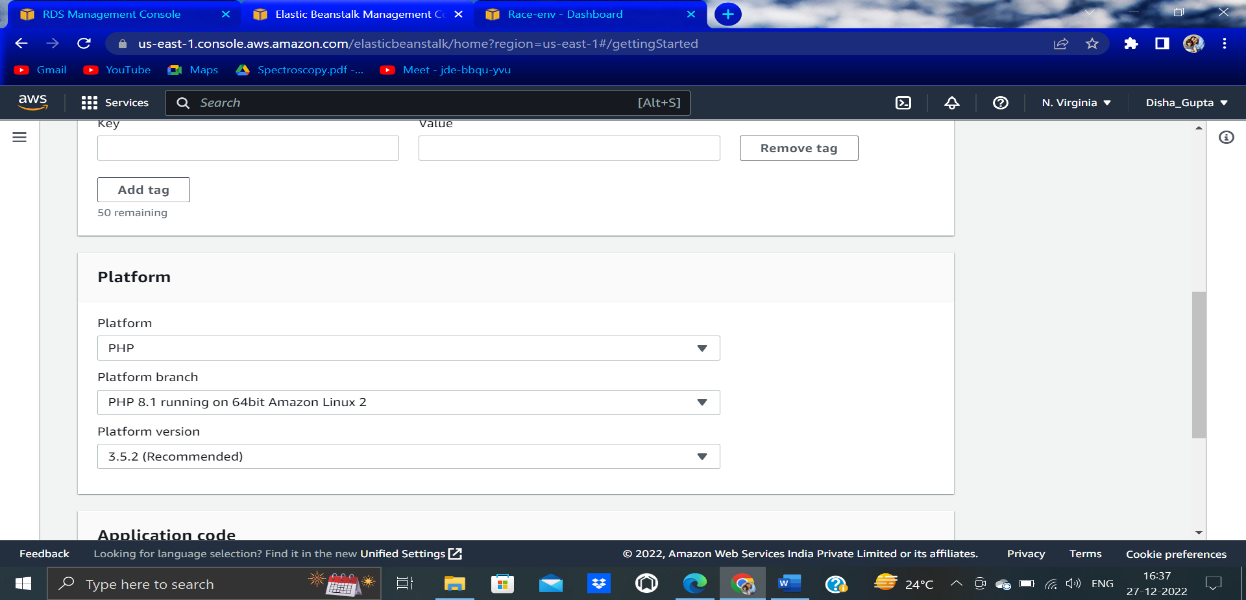 RDS Management Console
Elastic Beanstalk Management C
Race-env - Dashboard
us-east-1.console.aws.amazon.com/elasticbeanstalk/home?region=us-east-1#/gettingStarted
Gmail YouTube Maps Spectroscopy.pdf -... Meet - jde-bbqu-yvu
aws Services Search [Alt+S] N. Virginia Disha_Gupta
Key Value
Remove tag
Add tag
50 remaining
Platform
Platform
PHP
Platform branch
PHP 8.1 running on 64bit Amazon Linux 2
Platform version
3.5.2 (Recommended)
Application code
Feedback Looking for language selection? Find it in the new Unified Settings © 2022, Amazon Web Services India Private Limited or its affiliates. Privacy Terms Cookie preferences
Type here to search 24°C ENG 16:37
27-12-2022